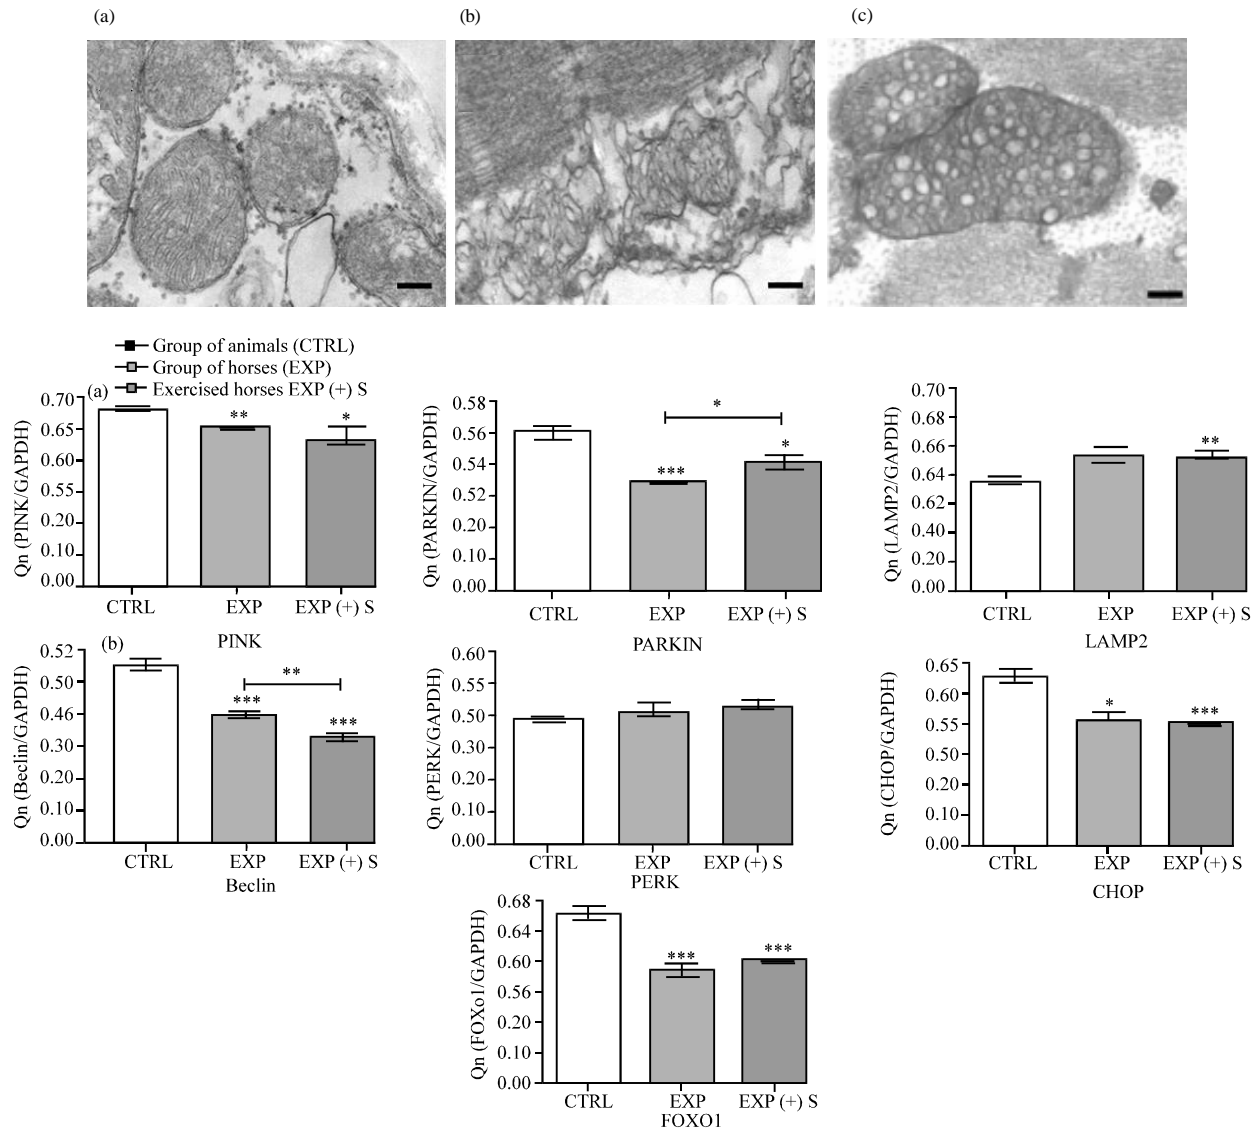 (a)
(b)
(c)
Group of animals (CTRL)
Group of horses (EXP)
Exercised horses EXP (+) S
(a)
Qn (PINK/GAPDH)
0.70
0.65
0.60
0.55
0.20
0.10
0.00
**
*
CTRL
EXP
EXP (+) S
PINK
Qn (PARKIN/GAPDH)
0.58
0.56
0.54
0.52
0.20
0.10
0.00
*
***
*
CTRL
EXP
EXP (+) S
PARKIN
Qn (LAMP2/GAPDH)
0.70
0.66
0.64
0.62
0.40
0.20
0.00
**
CTRL
EXP
EXP (+) S
LAMP2
(b)
Qn (Beclin/GAPDH)
0.52
0.50
0.46
0.30
0.20
0.10
0.00
**
***
***
CTRL
EXP
EXP (+) S
Beclin
Qn (PERK/GAPDH)
0.60
0.55
0.50
0.30
0.20
0.10
0.00
CTRL
EXP
EXP (+) S
PERK
Qn (CHOP/GAPDH)
0.65
0.60
0.55
0.50
0.20
0.10
0.00
*
***
CTRL
EXP
EXP (+) S
CHOP
Qn (FOXo1/GAPDH)
0.68
0.64
0.60
0.56
0.20
0.10
0.00
***
***
CTRL
EXP
EXP (+) S
FOXO1